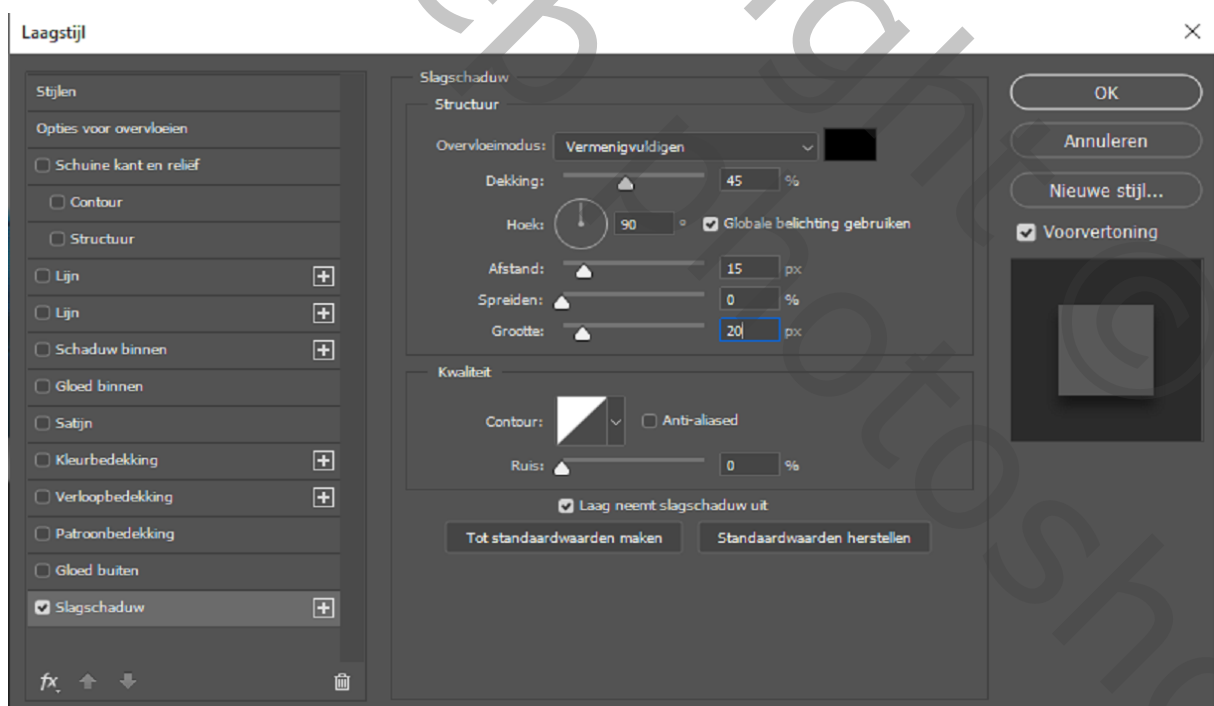 Laagstijl
Stijlen
Opties voor overvloeien
Schuine kant en reliëf
Contour
Structuur
Lijn
Lijn
Schaduw binnen
Gloed binnen
Satijn
Kleurbedekking
Verloopbedekking
Patroonbedekking
Gloed buiten
Slagschaduw
fx
Slagschaduw
Structuur
Overvloeimodus: Vermenigvuldigen
Dekking: 45 %
Hoek: 90 ° Globale belichting gebruiken
Afstand: 15 px
Spreiden: 0 %
Grootte: 20 px
Kwaliteit
Contour: Anti-aliased
Ruis: 0 %
Laag neemt slagschaduw uit
Tot standaardwaarden maken Standaardwaarden herstellen
OK
Annuleren
Nieuwe stijl...
Voorvertoning